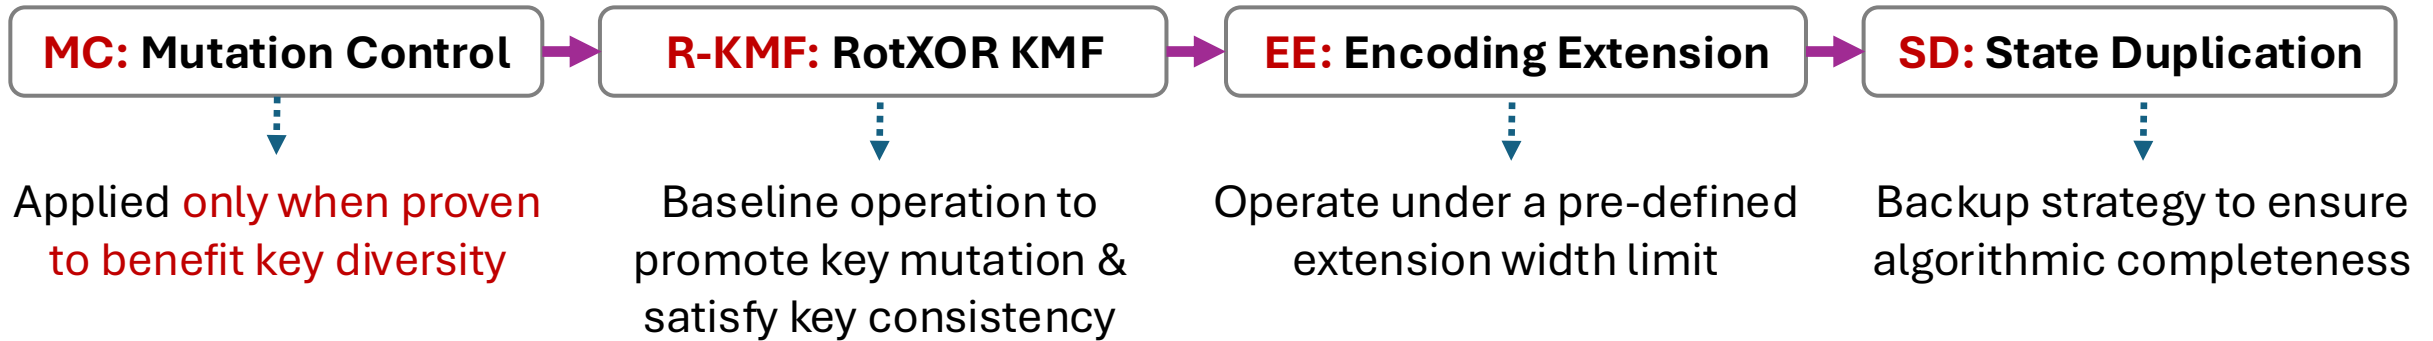 MC: Mutation Control
R-KMF: RotXOR KMF
EE: Encoding Extension
SD: State Duplication
Applied only when proven
to benefit key diversity
Baseline operation to
promote key mutation &
satisfy key consistency
Operate under a pre-defined
extension width limit
Backup strategy to ensure
algorithmic completeness